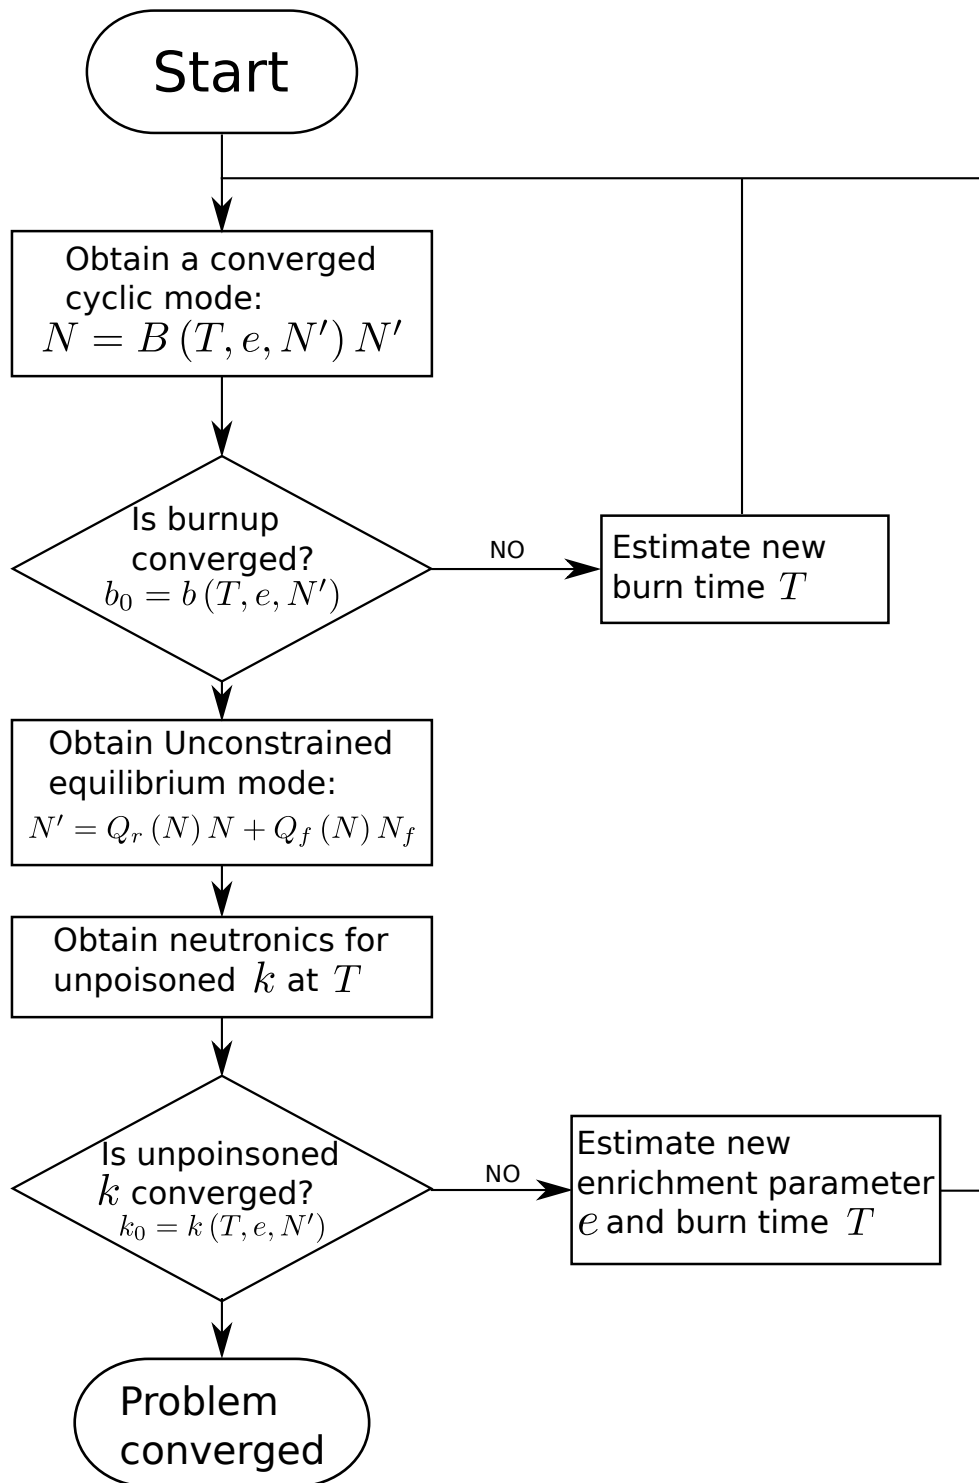 Start
Obtain a converged
cyclic mode:
N = B (T, e, N′) N′
Is burnup
converged?
b₀ = b (T, e, N′)
NO
Estimate new
burn time T
Obtain Unconstrained
equilibrium mode:
N′ = Qᵣ (N) N + Q_f (N) N_f
Obtain neutronics for
unpoisoned k at T
Is unpoinsoned
k converged?
k₀ = k (T, e, N′)
NO
Estimate new
enrichment parameter
e and burn time T
Problem
converged